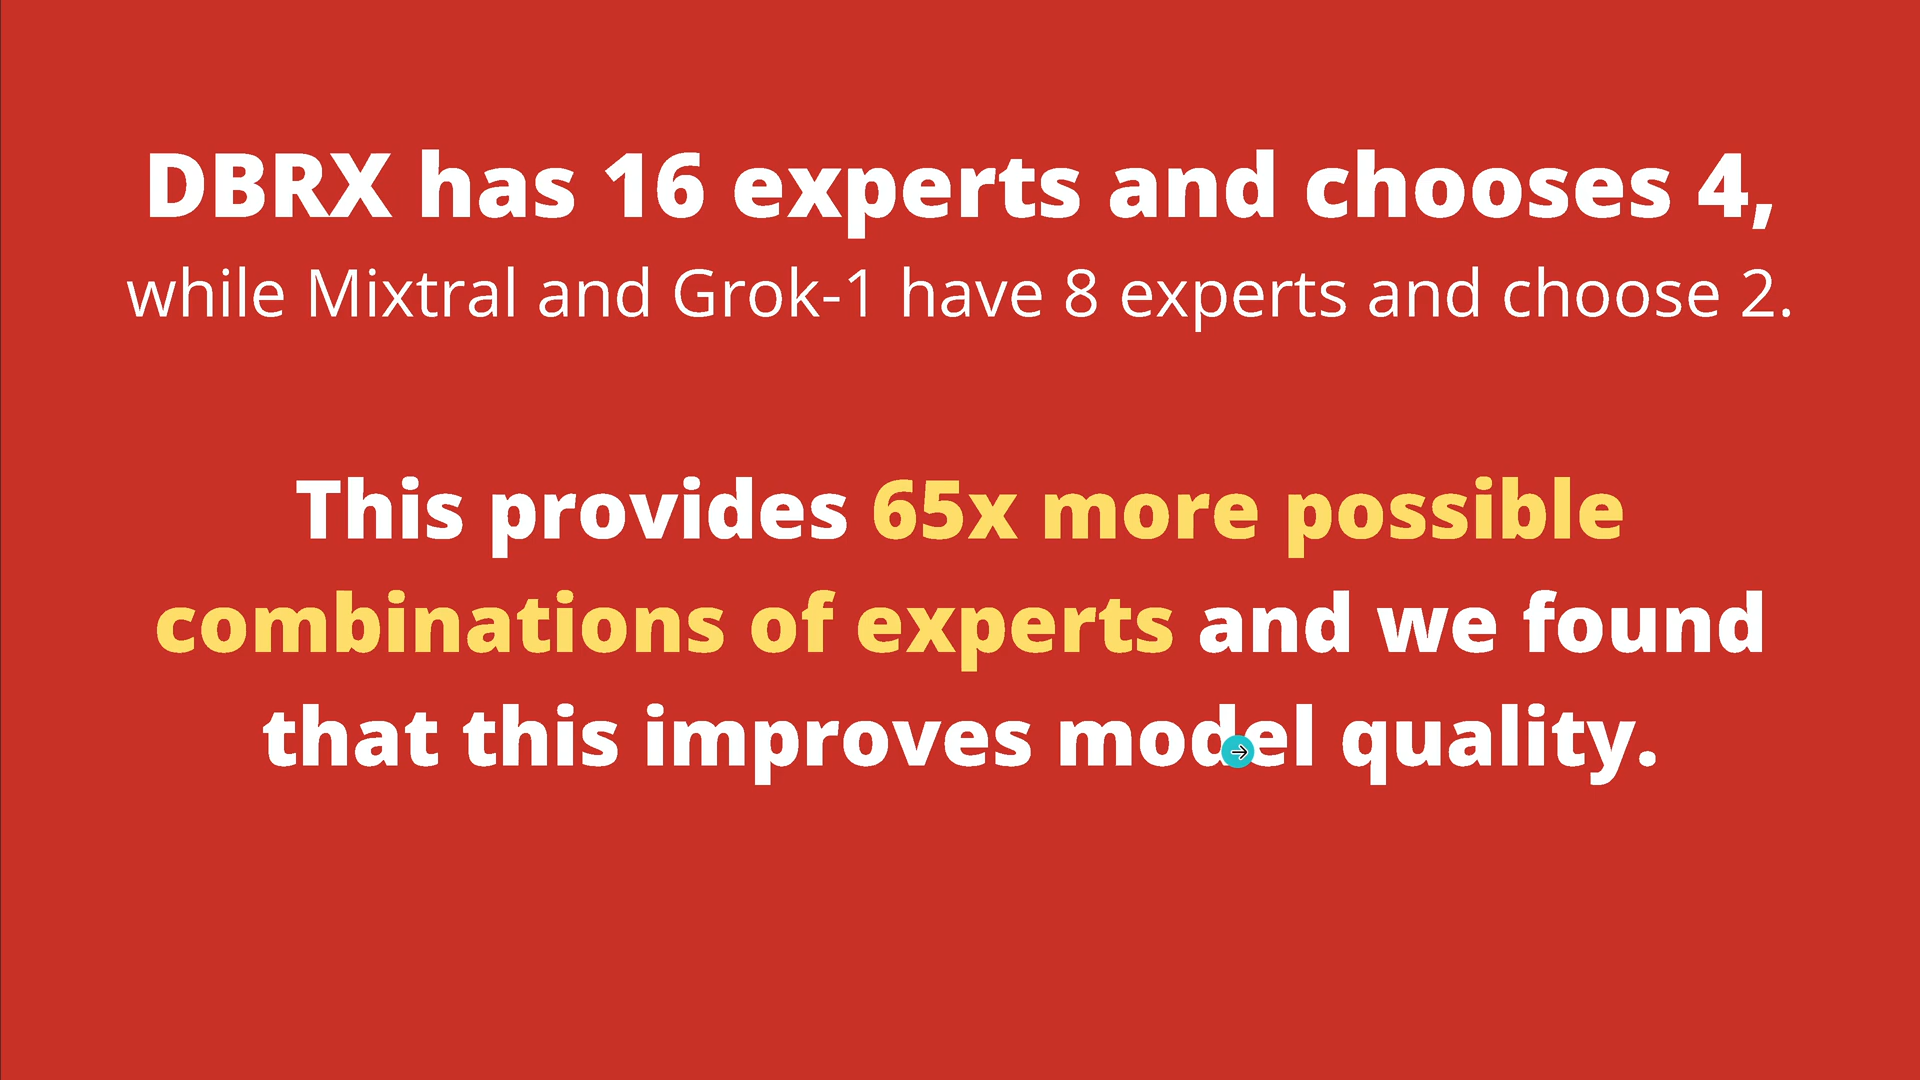 DBRX has 16 experts and chooses 4,
while Mixtral and Grok-1 have 8 experts and choose 2.
This provides 65x more possible
combinations of experts and we found
that this improves model quality.